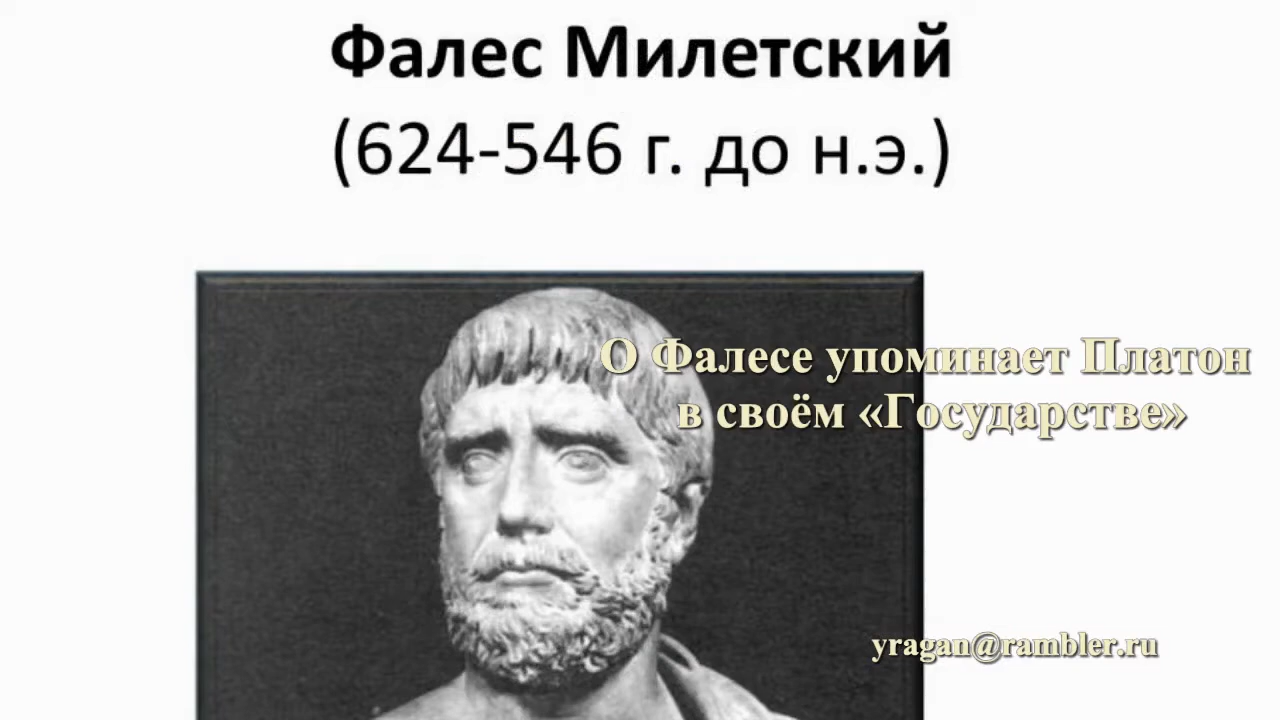 Фалес Милетский
(624-546 г. до н.э.)
О Фалесе упоминает Платон
в своём «Государстве»
yragan@rambler.ru